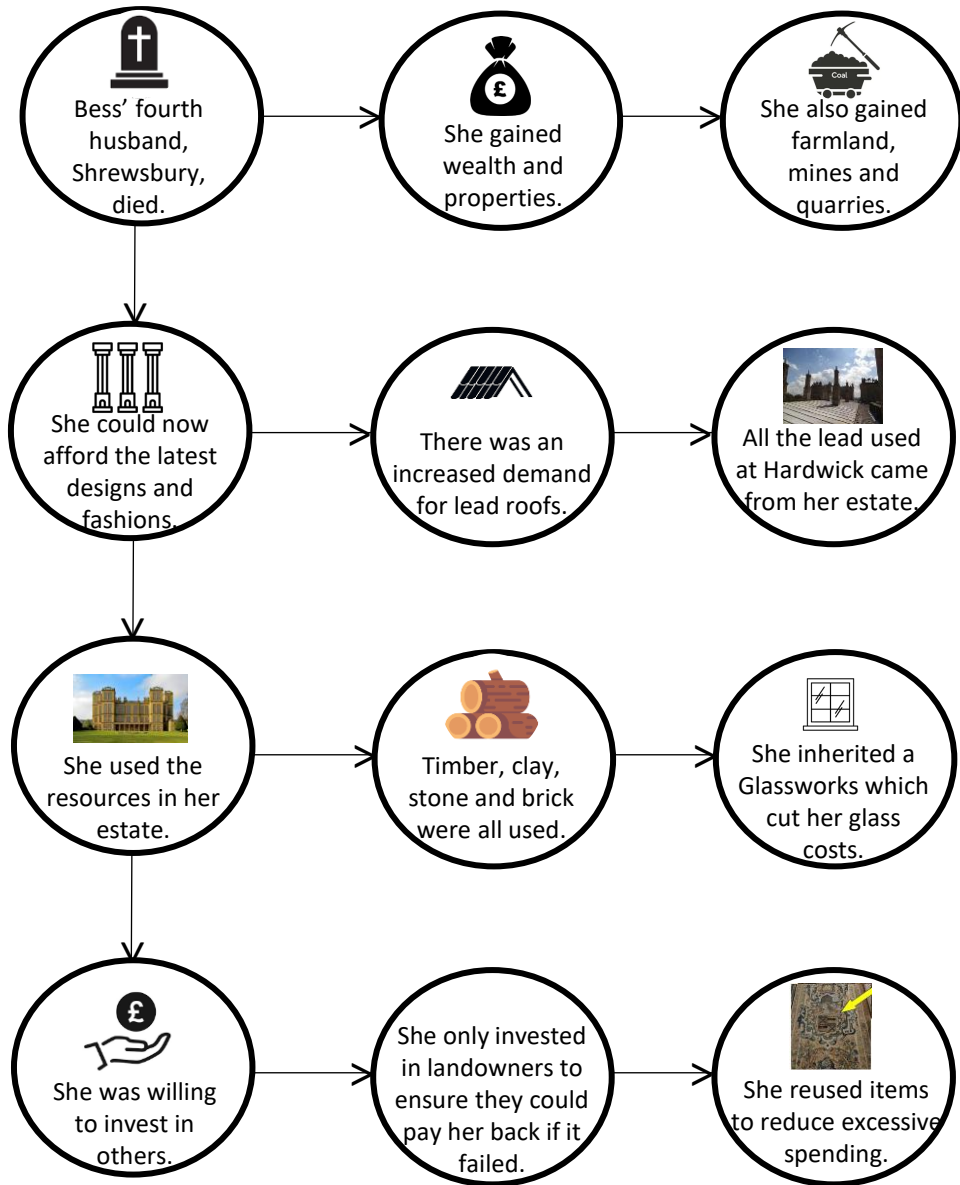 Bess’ fourth
husband,
Shrewsbury,
died.
£
She gained
wealth and
properties.
Coal
She also gained
farmland,
mines and
quarries.
She could now
afford the latest
designs and
fashions.
There was an
increased demand
for lead roofs.
All the lead used
at Hardwick came
from her estate.
She used the
resources in her
estate.
Timber, clay,
stone and brick
were all used.
She inherited a
Glassworks which
cut her glass
costs.
£
She was willing
to invest in
others.
She only invested
in landowners to
ensure they could
pay her back if it
failed.
She reused items
to reduce excessive
spending.